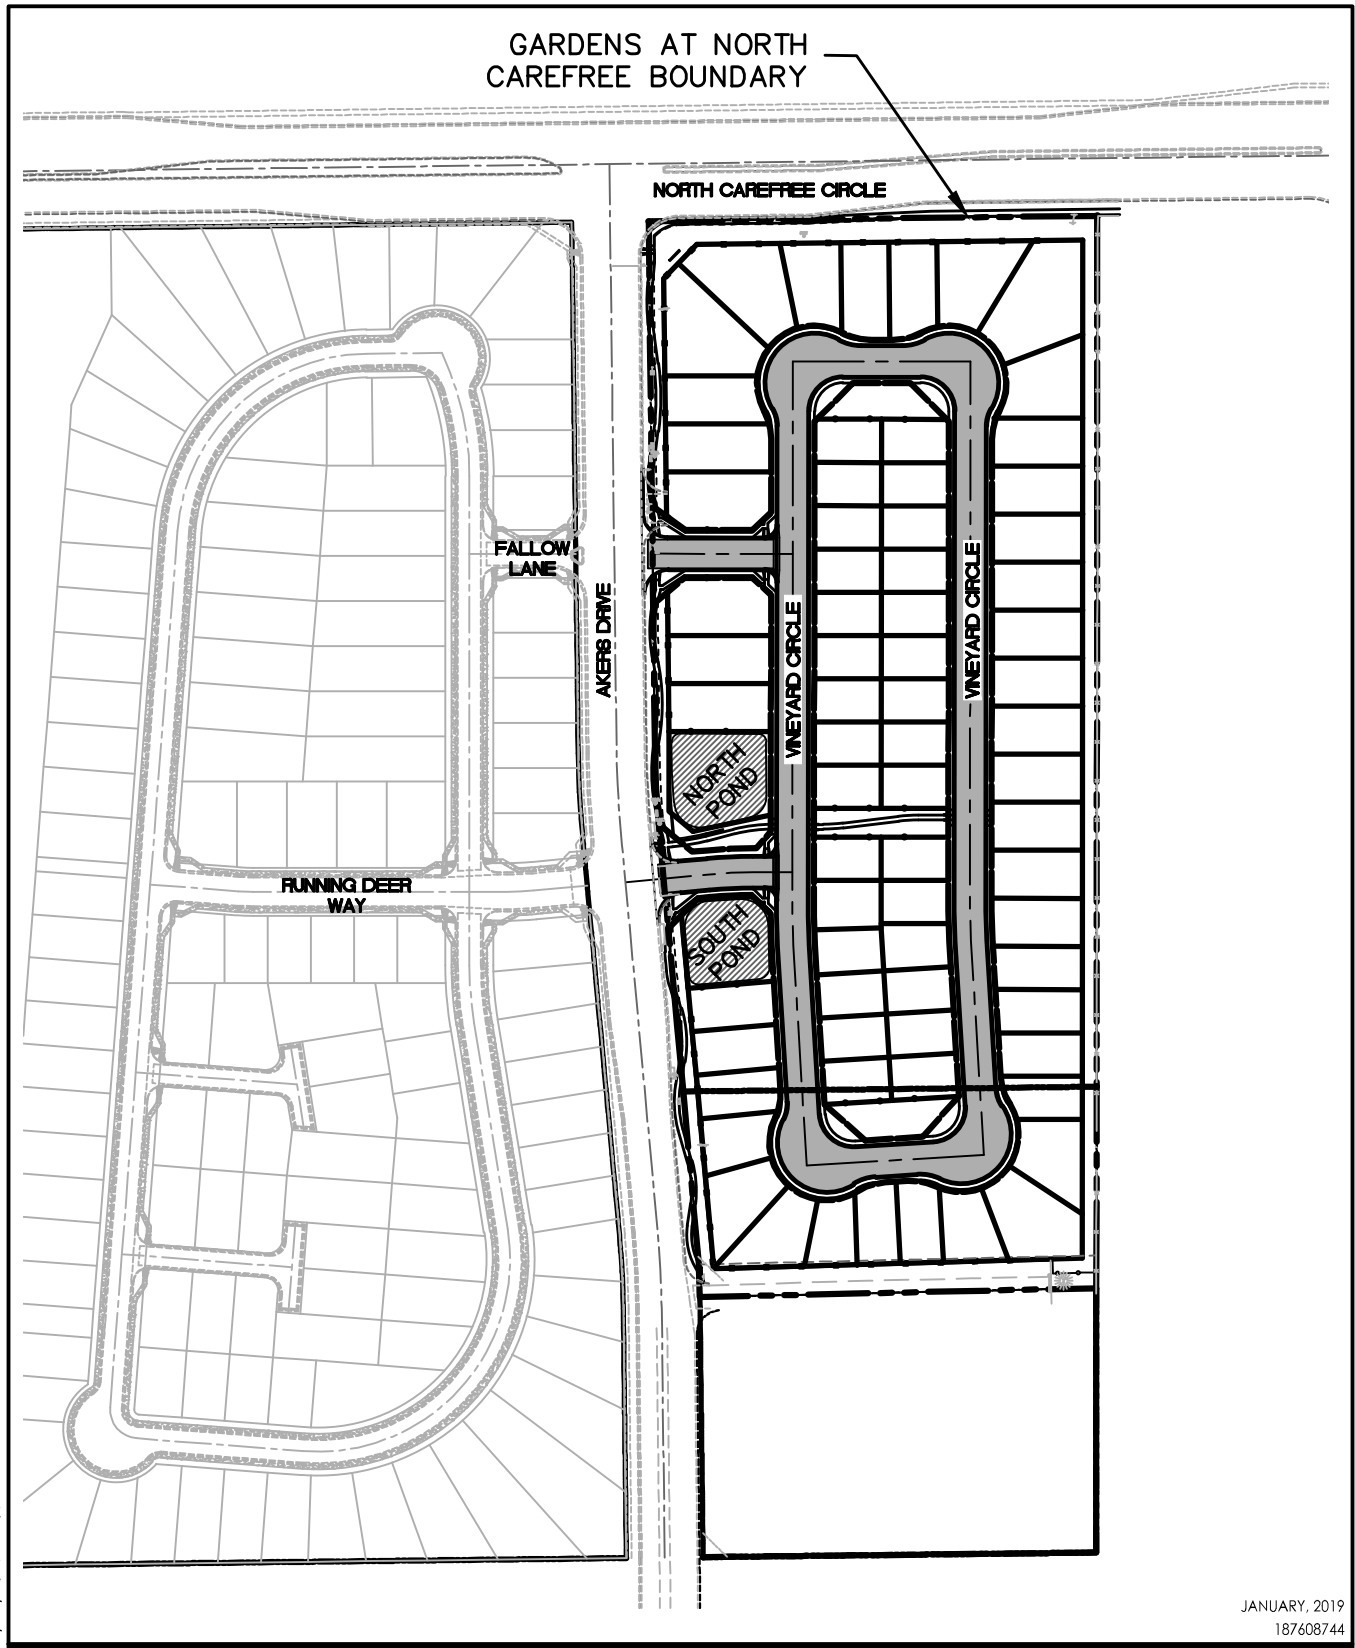 GARDENS AT NORTH
CAREFREE BOUNDARY
NORTH CAREFREE CIRCLE
FALLOW
LANE
AKERS DRIVE
VINEYARD CIRCLE
VINEYARD CIRCLE
NORTH
POND
RUNNING DEER
WAY
SOUTH
POND
JANUARY, 2019
187608744